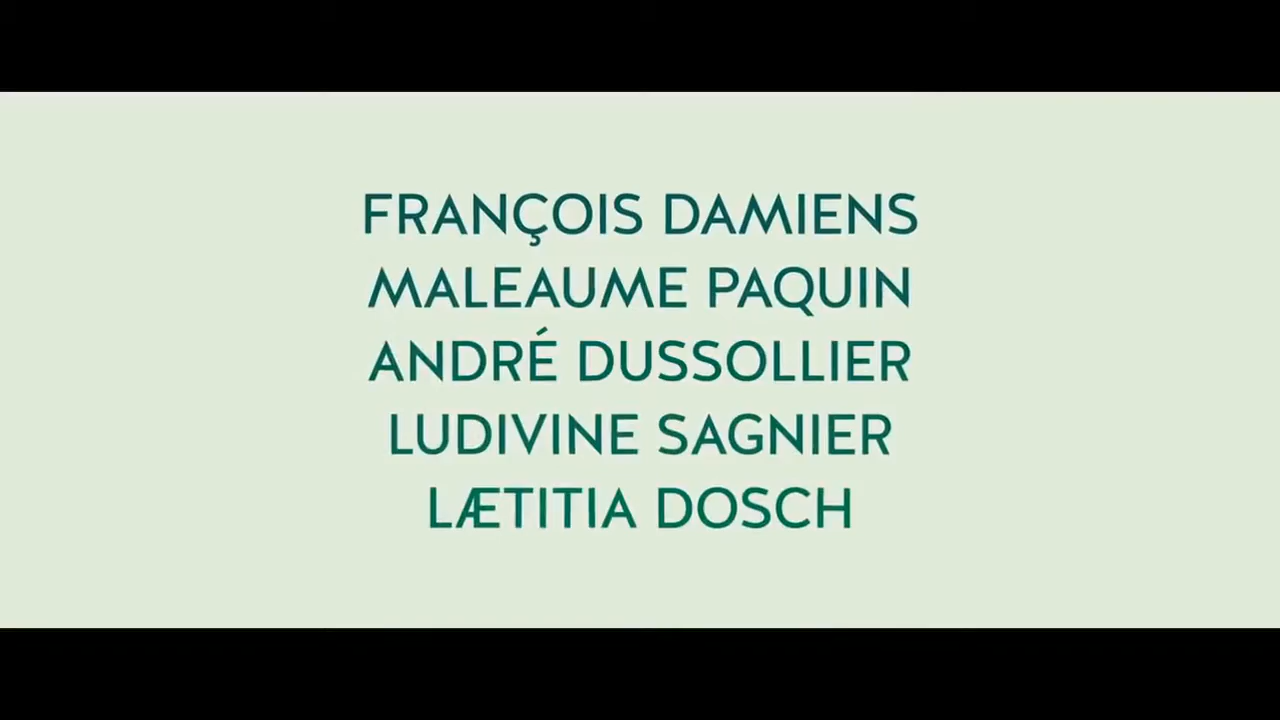 FRANÇOIS DAMIENS
MALEAUME PAQUIN
ANDRÉ DUSSOLLIER
LUDIVINE SAGNIER
LÆTITIA DOSCH